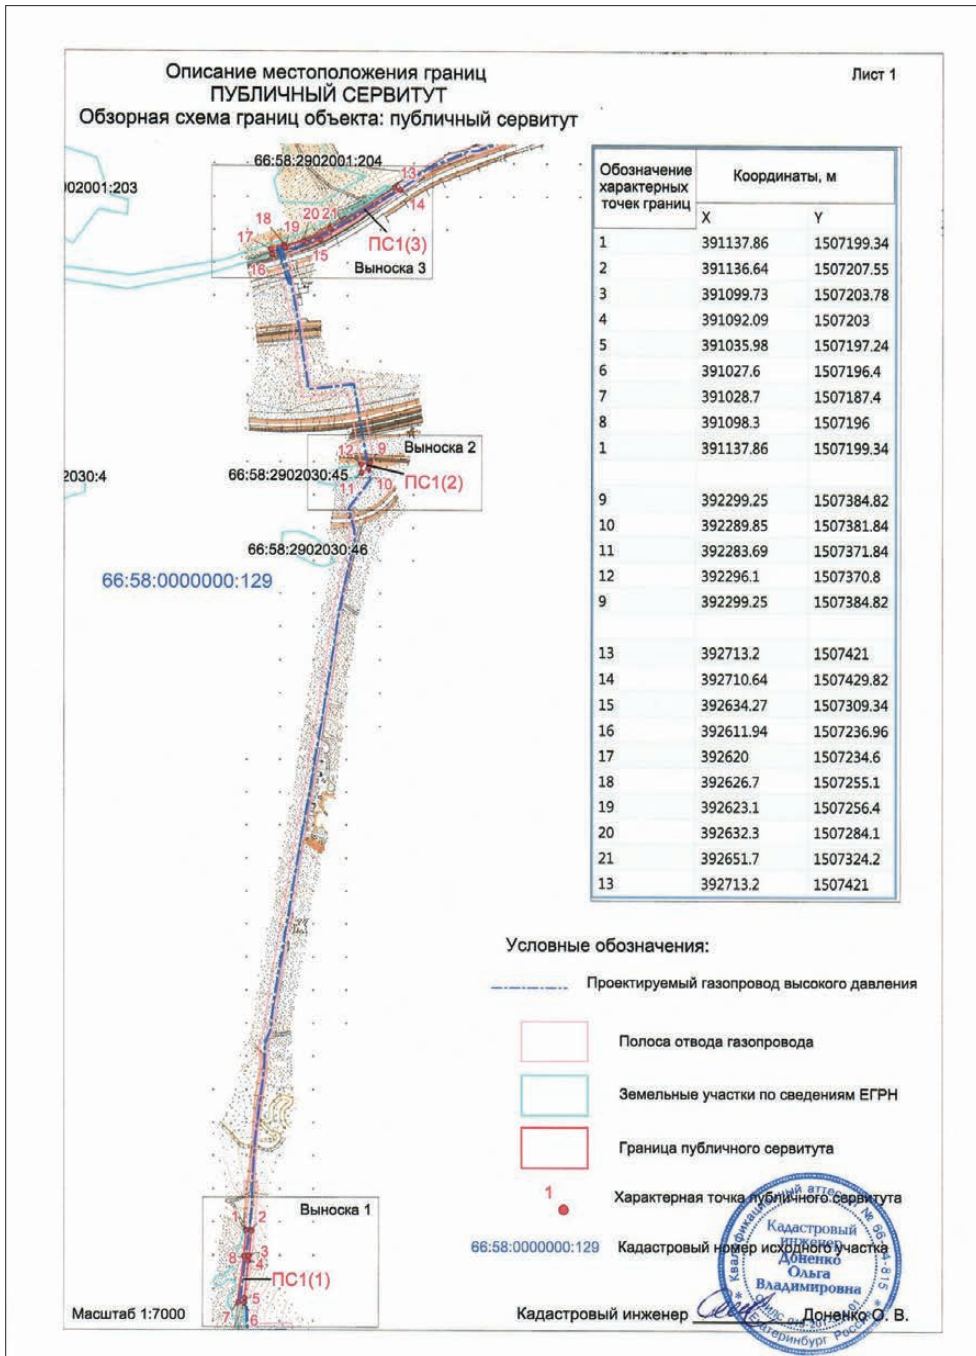 Описание местоположения границ
ПУБЛИЧНЫЙ СЕРВИТУТ
Обзорная схема границ объекта: публичный сервитут
Лист 1
66:58:2902001:204
02001:203
13
14
18
17
19
20
21
16
15
ПС1(3)
Выноска 3
12
9
Выноска 2
2030:4
66:58:2902030:45
11
10
ПС1(2)
66:58:2902030:46
66:58:0000000:129
1
2
Выноска 1
8
3
4
ПС1(1)
7
5
6
Масштаб 1:7000
Обозначение характерных точек границ
Координаты, м
X Y
1 391137.86 1507199.34
2 391136.64 1507207.55
3 391099.73 1507203.78
4 391092.09 1507203
5 391035.98 1507197.24
6 391027.6 1507196.4
7 391028.7 1507187.4
8 391098.3 1507196
1 391137.86 1507199.34
9 392299.25 1507384.82
10 392289.85 1507381.84
11 392283.69 1507371.84
12 392296.1 1507370.8
9 392299.25 1507384.82
13 392713.2 1507421
14 392710.64 1507429.82
15 392634.27 1507309.34
16 392611.94 1507236.96
17 392620 1507234.6
18 392626.7 1507255.1
19 392623.1 1507256.4
20 392632.3 1507284.1
21 392651.7 1507324.2
13 392713.2 1507421
Условные обозначения:
Проектируемый газопровод высокого давления
Полоса отвода газопровода
Земельные участки по сведениям ЕГРН
Граница публичного сервитута
1
Характерная точка публичного сервитута
66:58:0000000:129 Кадастровый номер исходного участка
Кадастровый инженер Доненко О. В.
Квалификационный аттестат № 66-14-815
Кадастровый
инженер
Доненко
Ольга
Владимировна
Екатеринбург Россия